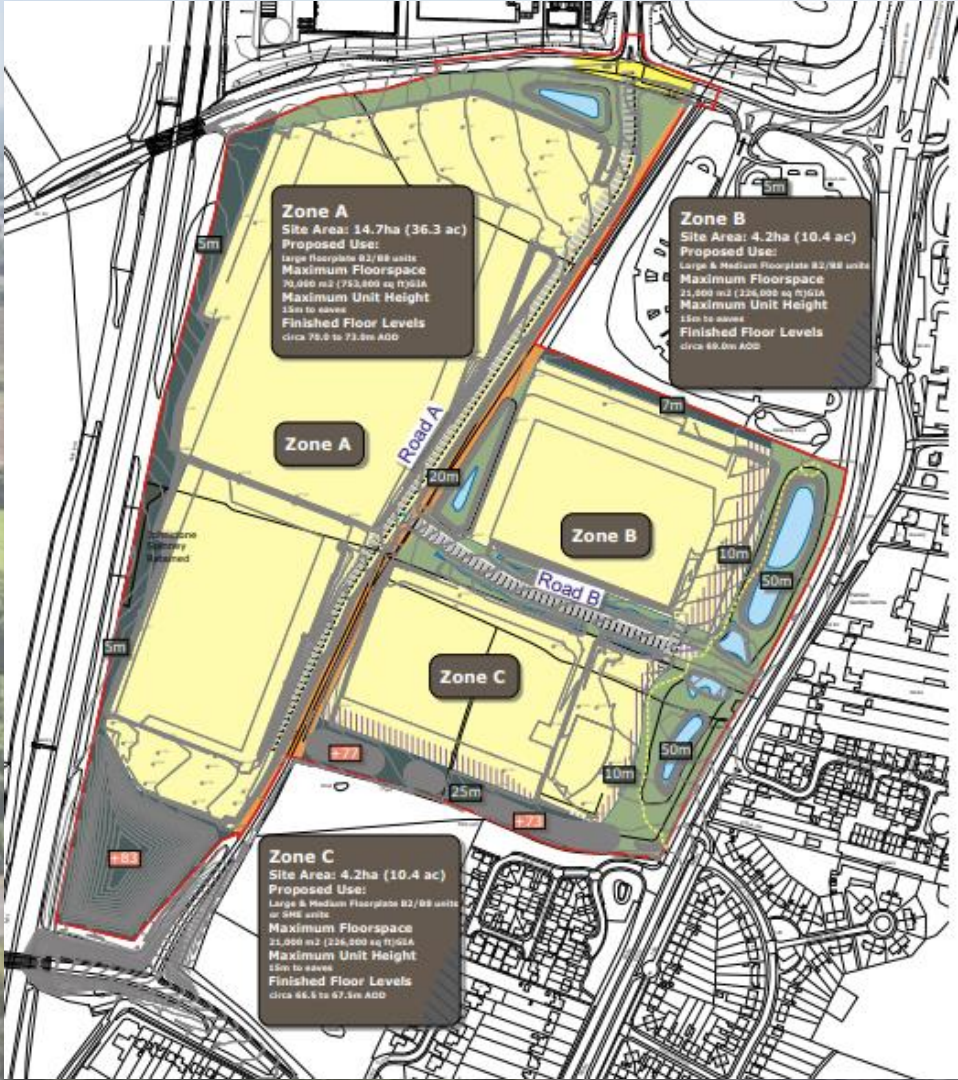 5m
Zone A
Site Area: 14.7ha (36.3 ac)
Proposed Use:
large floorplate B2/B8 units
Maximum Floorspace
70,000 m2 (753,000 sq ft)GIA
Maximum Unit Height
15m to eaves
Finished Floor Levels
circa 70.0 to 73.0m AOD
Zone B
Site Area: 4.2ha (10.4 ac)
Proposed Use:
Large & Medium Floorplate B2/B8 units
Maximum Floorspace
21,000 m2 (226,000 sq ft)GIA
Maximum Unit Height
15m to eaves
Finished Floor Levels
circa 69.0m AOD
5m
7m
Zone A
Road A
20m
Zone B
10m
Spinney
Retained
50m
Road B
5m
Zone C
+77
50m
10m
25m
+73
+83
Zone C
Site Area: 4.2ha (10.4 ac)
Proposed Use:
Large & Medium Floorplate B2/B8 units
or SME units
Maximum Floorspace
21,000 m2 (226,000 sq ft)GIA
Maximum Unit Height
15m to eaves
Finished Floor Levels
circa 66.5 to 67.5m AOD